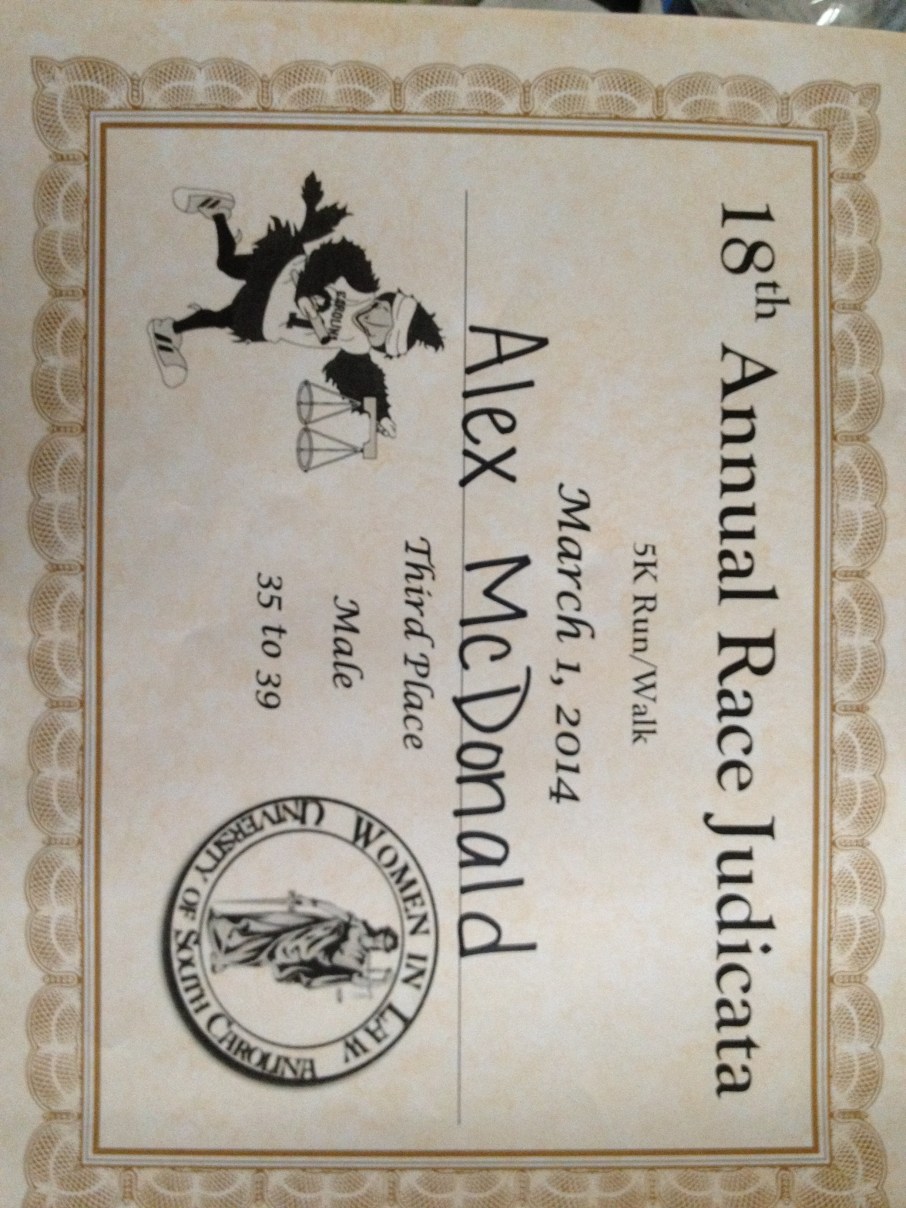 18th Annual Race Judicata
5K Run/Walk
March 1, 2014
Alex McDonald
Third Place
Male
35 to 39
CAROLINA
WOMEN IN LAW
UNIVERSITY OF SOUTH CAROLINA